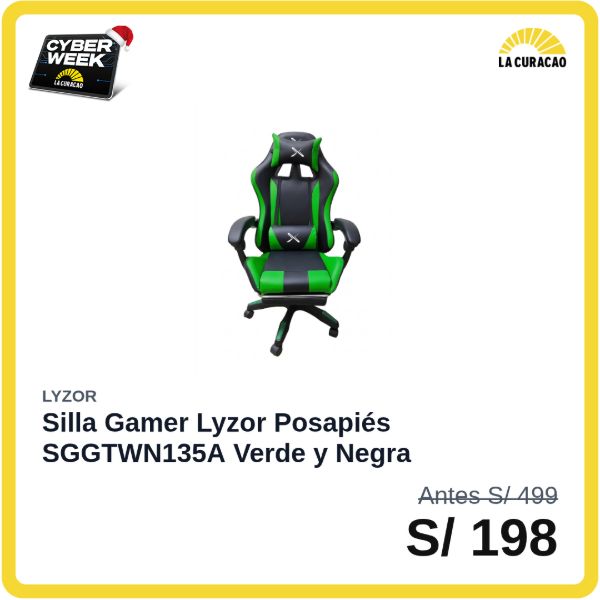 CYBER
WEEK
LA CURACAO
LA CURACAO
LYZOR
Silla Gamer Lyzor Posapiés
SGGTWN135A Verde y Negra
Antes S/ 499
S/ 198